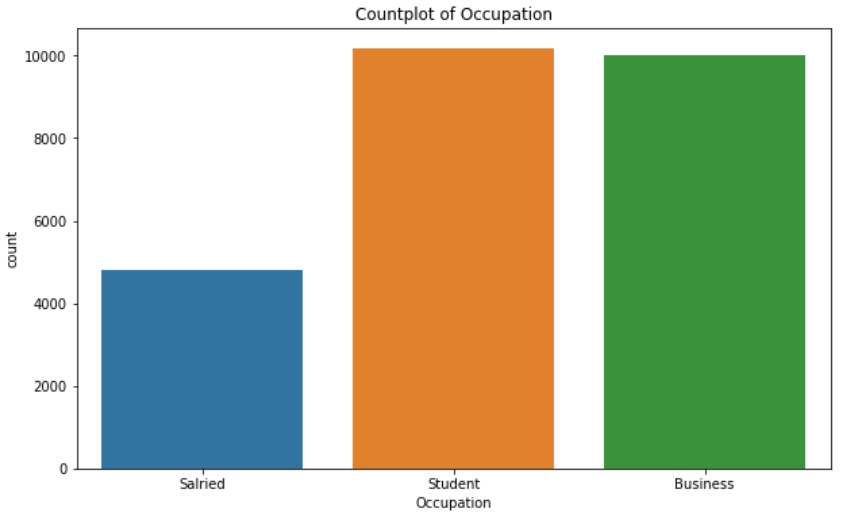 Countplot of Occupation
10000
8000
6000
4000
2000
0
count
Salried
Student
Business
Occupation